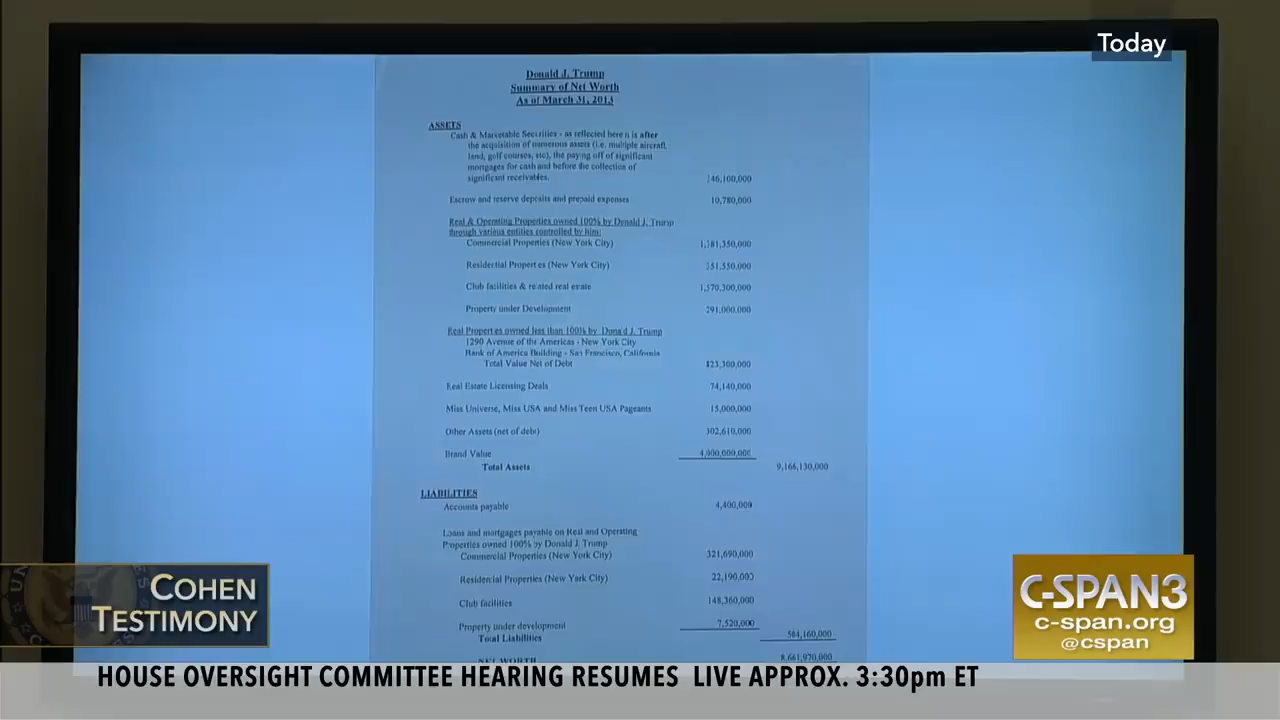 Today
Donald J. Trump
Summary of Net Worth
As of March 31, 2013
ASSETS
Cash & Marketable Securities - as reflected herein is after
the acquisition of numerous assets (i.e. multiple aircraft,
land, golf courses, etc), the paying off of significant
mortgages for cash and before the collection of
significant receivables. 346,100,000
Escrow and reserve deposits and prepaid expenses 10,780,000
Real & Operating Properties owned 100% by Donald J. Trump
through various entities controlled by him:
Commercial Properties (New York City) 1,381,350,000
Residential Properties (New York City) 351,550,000
Club facilities & related real estate 1,570,300,000
Property under Development 291,000,000
Real Properties owned less than 100% by Donald J. Trump
1290 Avenue of the Americas - New York City
Bank of America Building - San Francisco, California
Total Value Net of Debt 823,300,000
Real Estate Licensing Deals 74,140,000
Miss Universe, Miss USA and Miss Teen USA Pageants 15,000,000
Other Assets (net of debt) 302,610,000
Brand Value 4,000,000,000
Total Assets 9,166,130,000
LIABILITIES
Accounts payable 4,400,000
Loans and mortgages payable on Real and Operating
Properties owned 100% by Donald J. Trump
Commercial Properties (New York City) 321,690,000
Residential Properties (New York City) 22,190,000
Club facilities 148,360,000
Property under development 7,520,000
Total Liabilities 504,160,000
NET WORTH 8,661,970,000
COHEN
TESTIMONY
C-SPAN3
c-span.org
@cspan
HOUSE OVERSIGHT COMMITTEE HEARING RESUMES LIVE APPROX. 3:30pm ET